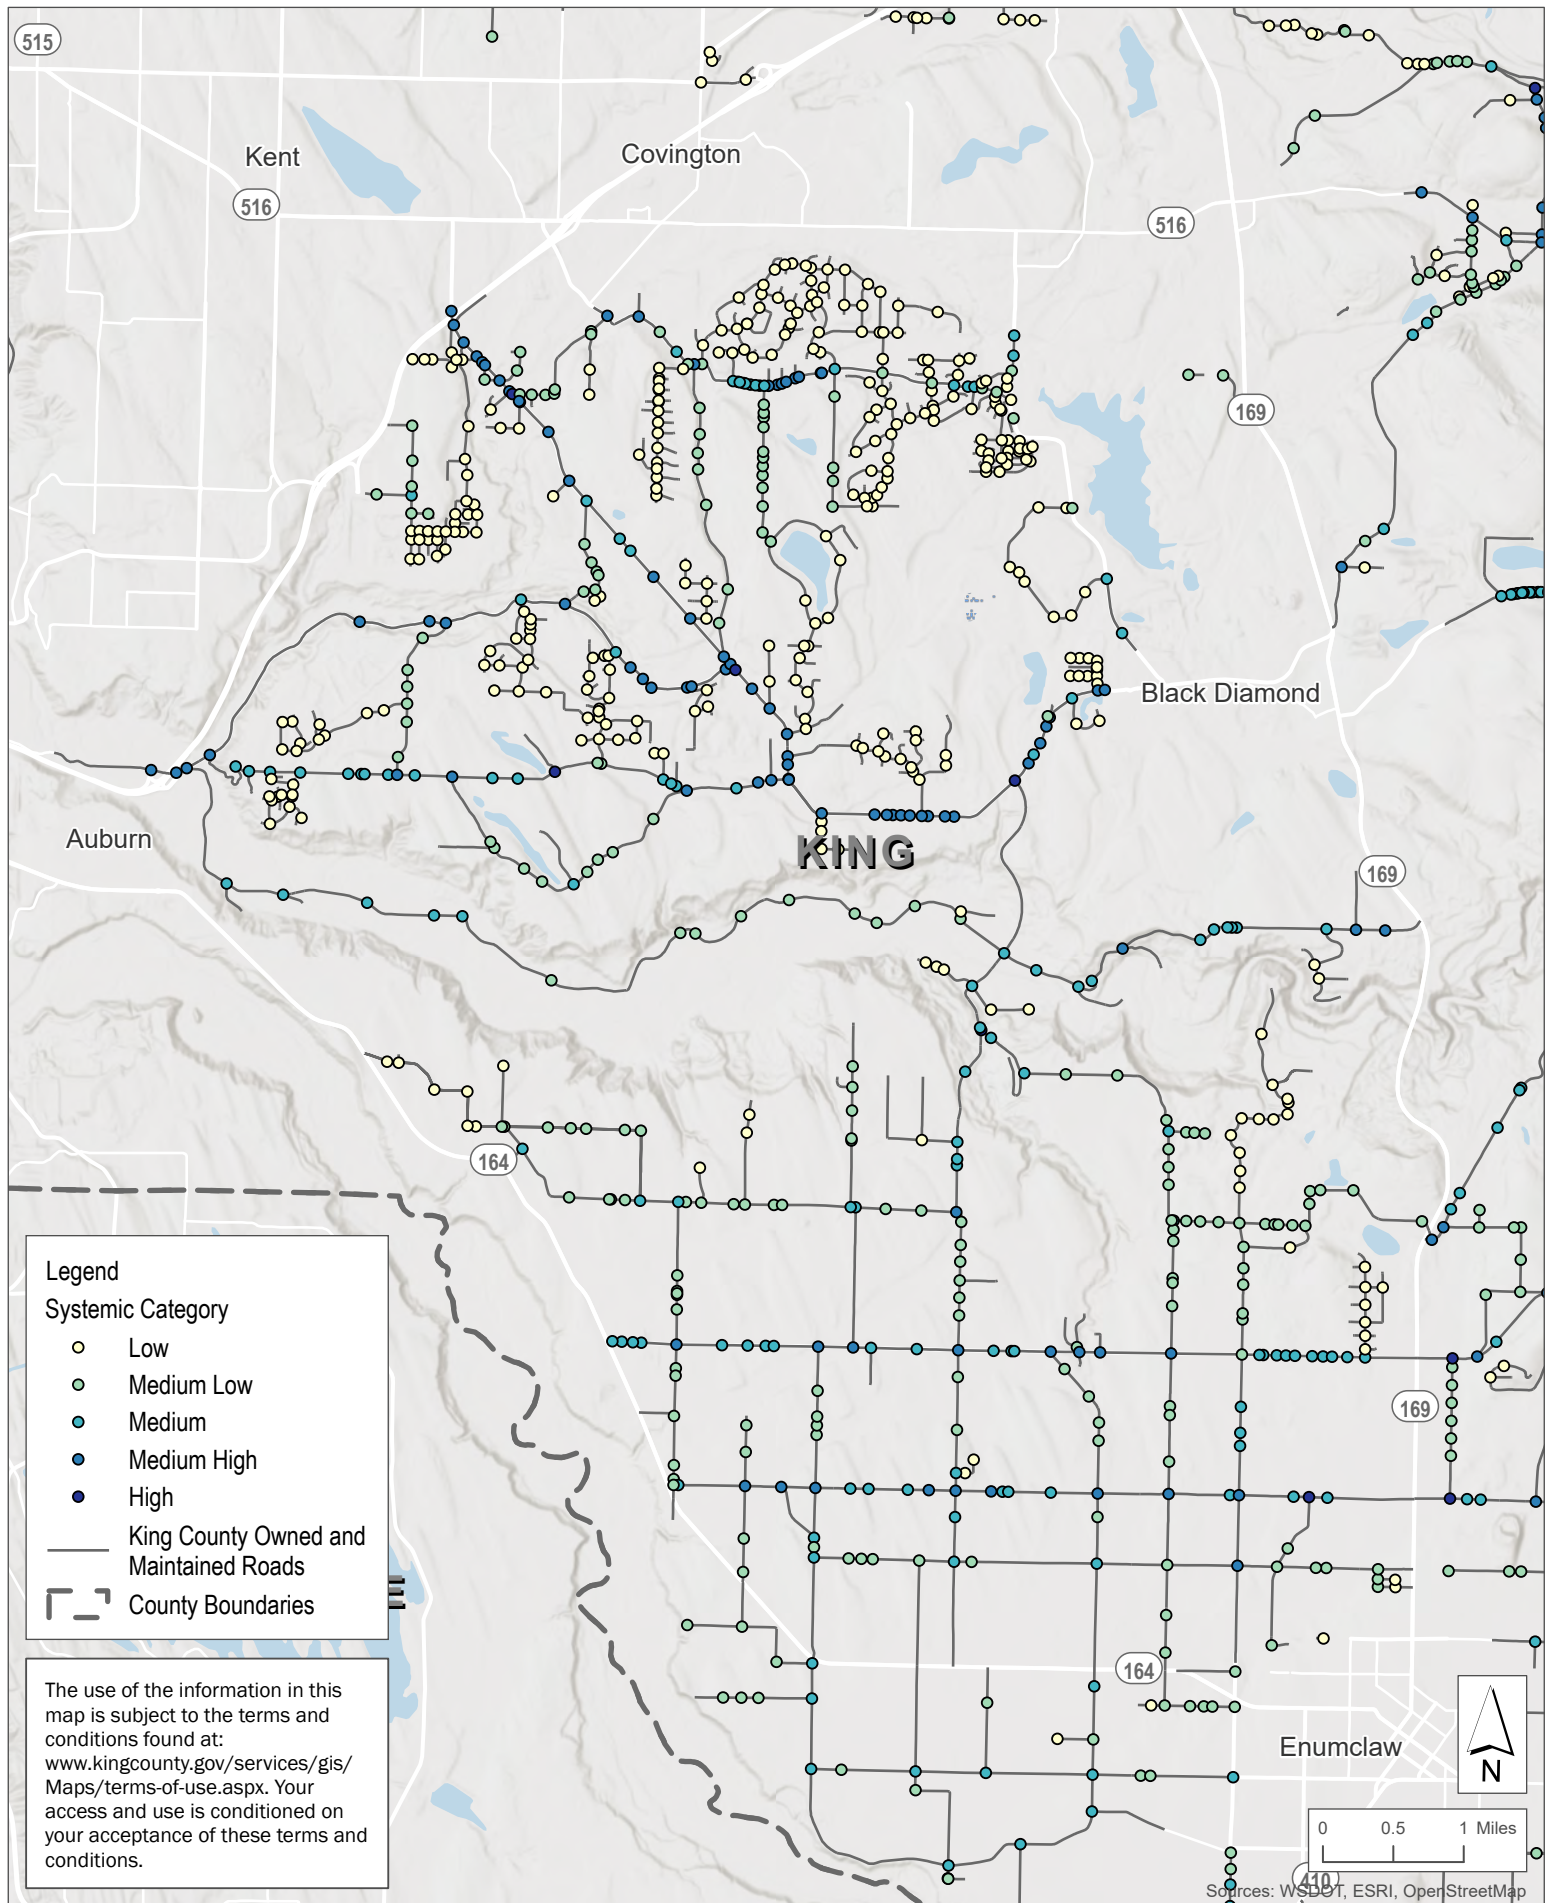 515
Kent
Covington
516
516
169
Black Diamond
Auburn
KING
169
164
Legend
Systemic Category
Low
Medium Low
Medium
Medium High
High
King County Owned and
Maintained Roads
County Boundaries
169
The use of the information in this
map is subject to the terms and
conditions found at:
www.kingcounty.gov/services/gis/
Maps/terms-of-use.aspx. Your
access and use is conditioned on
your acceptance of these terms and
conditions.
164
Enumclaw
N
0 0.5 1 Miles
410
Sources: WSDOT, ESRI, OpenStreetMap